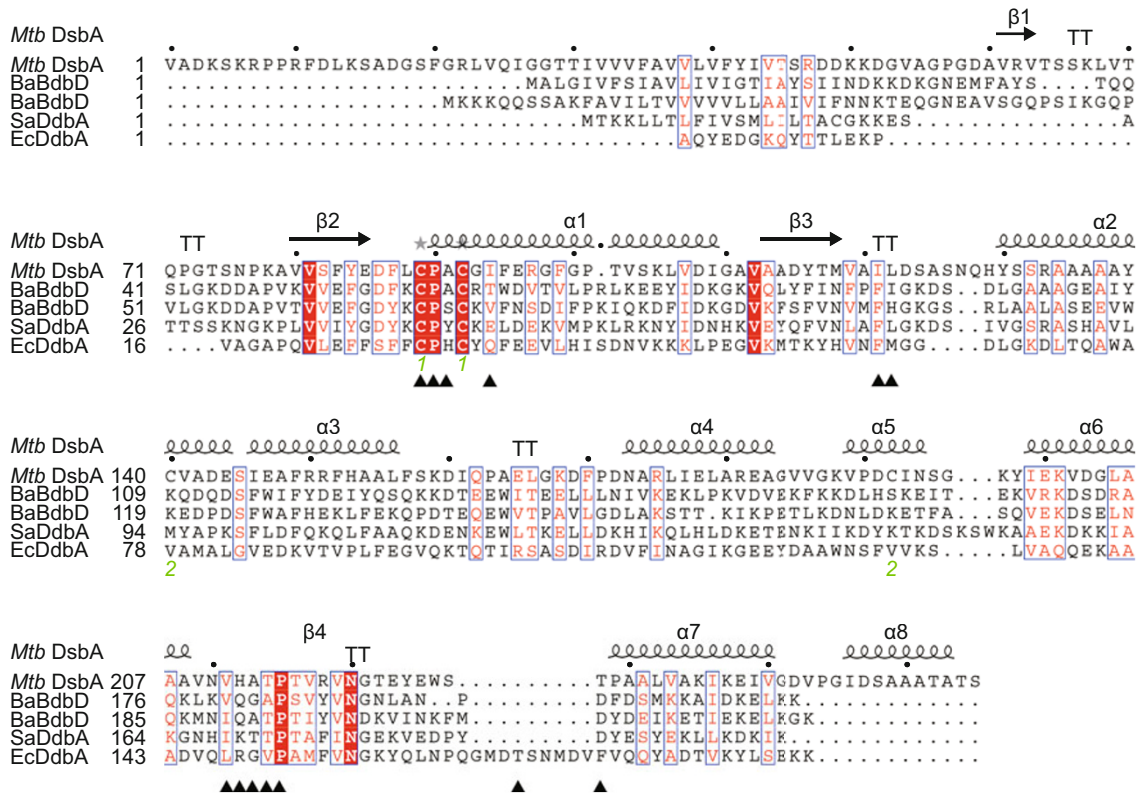 β1
Mtb DsbA TT
Mtb DsbA 1 VADKSKRPPRFDLKSADGSFGRLVQIGGTTIVVVFAVVLVFYIVTSRDDKKDGVAGPGDAVRVTSSKLVT
BaBdbD 1 ..............................MALGIVFSIAVLIVIGTIAYSIINDKKDKGNEMFAYS....TQQ
BaBdbD 1 ....................MKKKQQSSAKFAVILTVVVVVLLAAIVIFNNKTEQGNEAVSGQPSIKGQP
SaDdbA 1 ..............................MTKKLLTLFIVSMLILTACGKKES...............A
EcDdbA 1 .....................................AQYEDGKQYTTLEKP..................
β2 α1 β3 α2
Mtb DsbA TT TT
Mtb DsbA 71 QPGTSNPKAVVSFYEDFLCPACGIFERGFGP.TVSKLVDIGAVAADYTMVAILDSASNQHYSSRAAAAAY
BaBdbD 41 SLGKDDAPVKVVEFGDFKCPACRTWDVTVLPRLKEEYIDKGKVQLYFINFPFIGKDS..DLGAAAGEAIY
BaBdbD 51 VLGKDDAPVTVVEFGDYKCPSCKVFNSDIFPKIQKDFIDKGDVKFSFVNVMFHGKGS..RLAALASEEVW
SaDdbA 26 TTSSKNGKPLVVIYGDYKCPYCKELDEKVMPKLRKNYIDNHKVEYQFVNLAFLGKDS..IVGSRASHAVL
EcDdbA 16 ....VAGAPQVLEFFSFFCPHCYQFEEVLHISDNVKKKLPEGVKMTKYHVNFMGG....DLGKDLTQAWA
1 1
α3 α4 α5 α6
Mtb DsbA TT
Mtb DsbA 140 CVADESIEAFRRFHAALFSKDIQPAELGKDFPDNARLIELAREAGVVGKVPDCINSG...KYIEKVDGLA
BaBdbD 109 KQDQDSFWIFYDEIYQSQKKDTEEWITEELLLNIVKEKLPKVDVEKFKKDLHSKEIT...EKVRKDSDRA
BaBdbD 119 KEDPDSFWAFHEKLFEKQPDTEQEWVTPAVLGDLAKSTT.KIKPETLKDNLDKETFA...SQVEKDSELN
SaDdbA 94 MYAPKSFLDFQKQLFAAQKDENKEWLTKELLDKHIKQLHLDKETENKIIKDYKTKDSKSWKAAEKDKKIA
EcDdbA 78 VAMALGVEDKVTVPLFEGVQKTQTIRSASDIRDVFINAGIKGEEYDAAWNSFVVKS.....LVAQQEKAA
2 2
β4 α7 α8
Mtb DsbA TT
Mtb DsbA 207 AAVNVHATPTVRVNGTEYEWS..........TPAALVAKIKEIVGDVPGIDSAAATATS
BaBdbD 176 QKLKVQGAPSVYVNGNLAN..P.........FDSMKKAIDKELKK..............
BaBdbD 185 QKMNIQATPTIYVNDKVINKFM.........DYDEIKETIEKELKGK............
SaDdbA 164 KGNHIKTTPTAFINGEKVEDPY.........DYESYEKLLKDKIK..............
EcDdbA 143 ADVQLRGVPAMFVNGKYQLNPQGMDTSNMDVFVQQYADTVKYLSEKK............